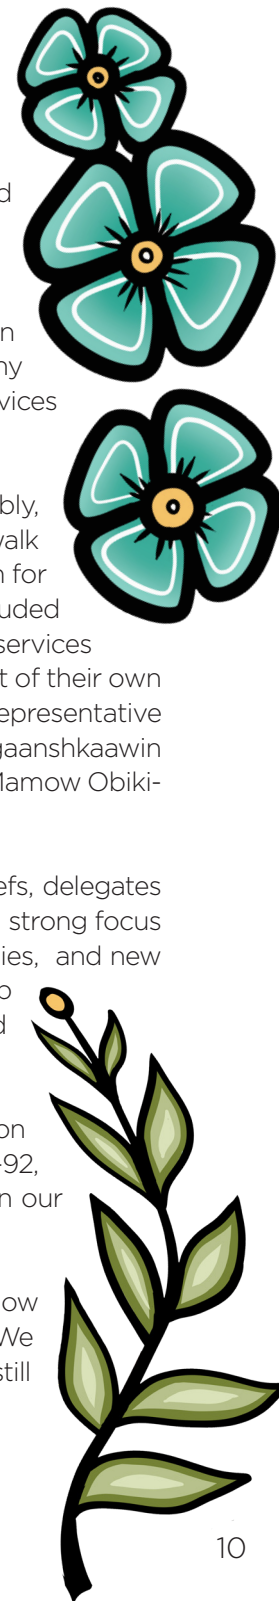 d
n
ny
vices
bly,
walk
n for
uded
services
t of their own
epresentative
gaanshkaawin
Mamow Obiki-
efs, delegates
strong focus
ies, and new
p
d
on
-92,
n our
ow
We
still
10